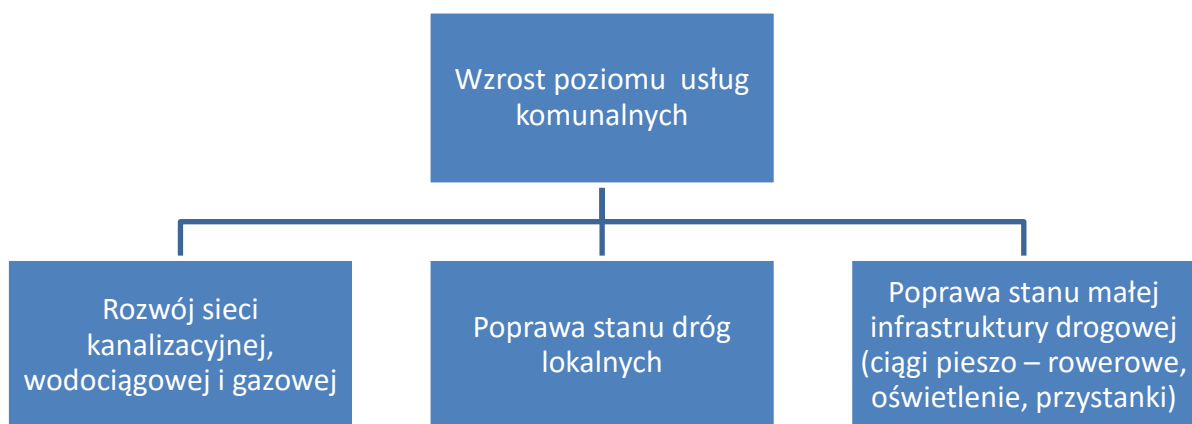 Wzrost poziomu usług
komunalnych
Rozwój sieci
kanalizacyjnej,
wodociągowej i gazowej
Poprawa stanu dróg
lokalnych
Poprawa stanu małej
infrastruktury drogowej
(ciągi pieszo – rowerowe,
oświetlenie, przystanki)